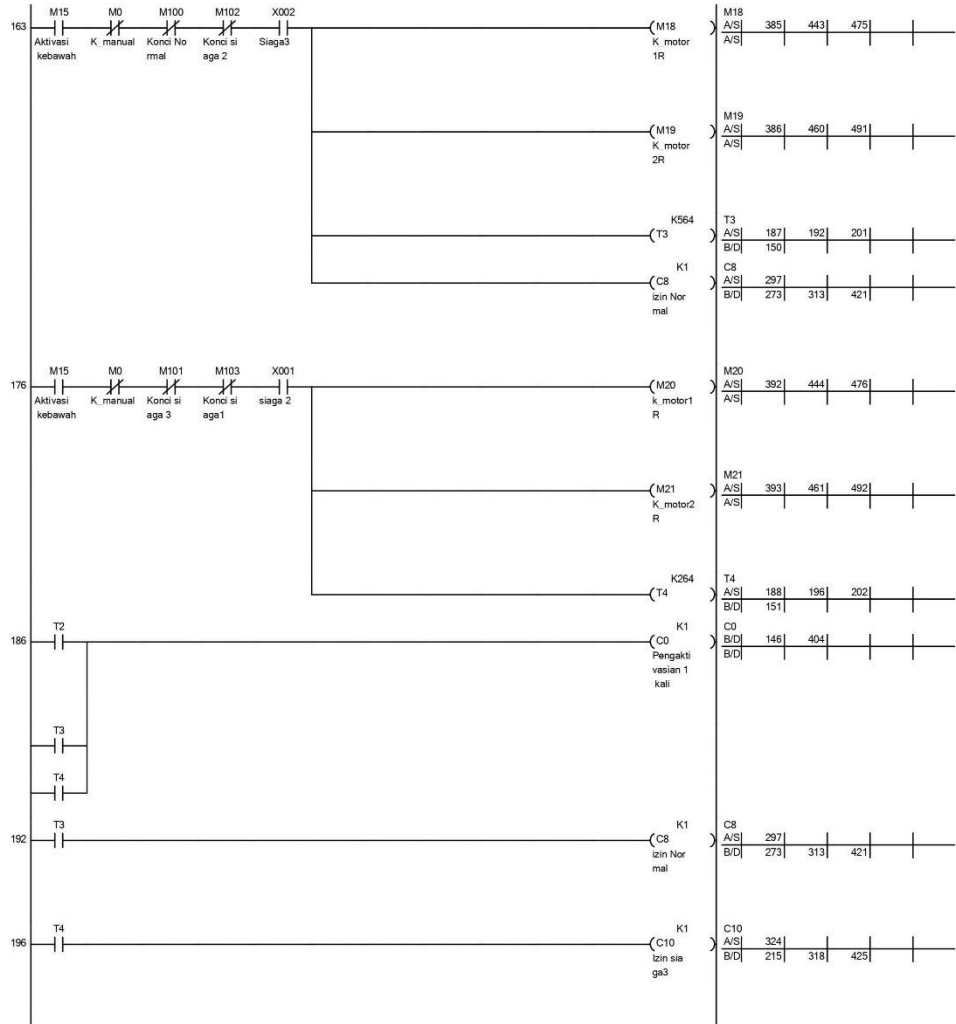 M15 M0 M100 M102 X002 M18
163 (M18 ) A/S 385 443 475
Aktivasi K_manual Konci No Konci si Siaga3 K_motor A/S
kebawah rmal aga 2 1R
M19
(M19 ) A/S 386 460 491
K_motor A/S
2R
K564 T3
(T3 ) A/S 187 192 201
B/D 150
K1 C8
(C8 ) A/S 297
izin Nor B/D 273 313 421
mal
M15 M0 M101 M103 X001 M20
176 (M20 ) A/S 392 444 476
Aktivasi K_manual Konci si Konci si siaga 2 k_motor1 A/S
kebawah aga 3 aga1 R
M21
(M21 ) A/S 393 461 492
K_motor2 A/S
R
K264 T4
(T4 ) A/S 188 196 202
B/D 151
T2 K1 C0
186 (C0 ) B/D 146 404
Pengakti B/D
vasian 1
kali
T3
T4
T3 K1 C8
192 (C8 ) A/S 297
izin Nor B/D 273 313 421
mal
T4 K1 C10
196 (C10 ) A/S 324
Izin sia B/D 215 318 425
ga3